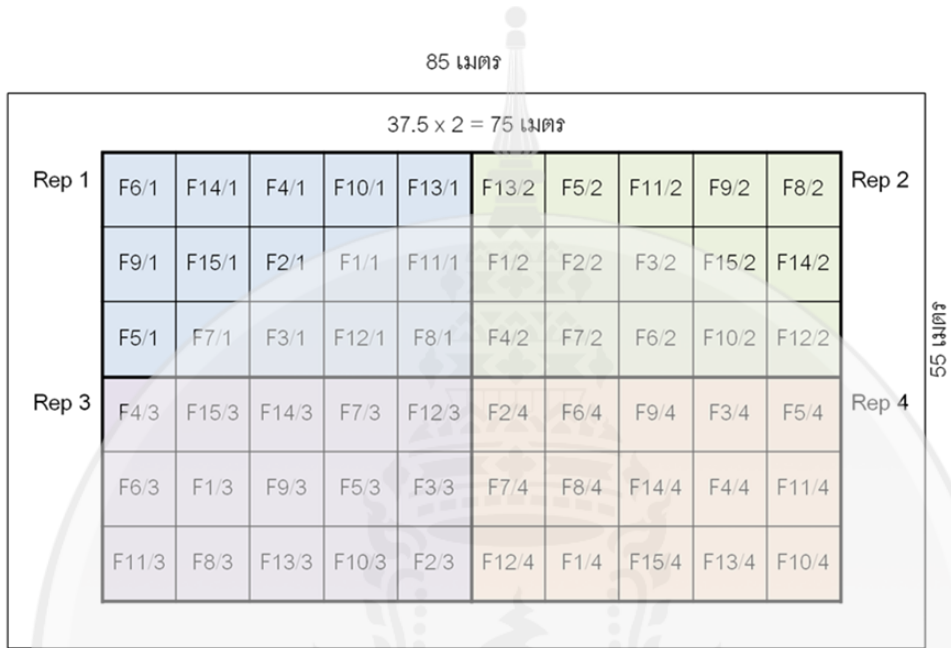 85 เมตร
37.5 x 2 = 75 เมตร
Rep 1 F6/1 F14/1 F4/1 F10/1 F13/1 F13/2 F5/2 F11/2 F9/2 F8/2 Rep 2
F9/1 F15/1 F2/1 F1/1 F11/1 F1/2 F2/2 F3/2 F15/2 F14/2
F5/1 F7/1 F3/1 F12/1 F8/1 F4/2 F7/2 F6/2 F10/2 F12/2
55 เมตร
Rep 3 F4/3 F15/3 F14/3 F7/3 F12/3 F2/4 F6/4 F9/4 F3/4 F5/4 Rep 4
F6/3 F1/3 F9/3 F5/3 F3/3 F7/4 F8/4 F14/4 F4/4 F11/4
F11/3 F8/3 F13/3 F10/3 F2/3 F12/4 F1/4 F15/4 F13/4 F10/4